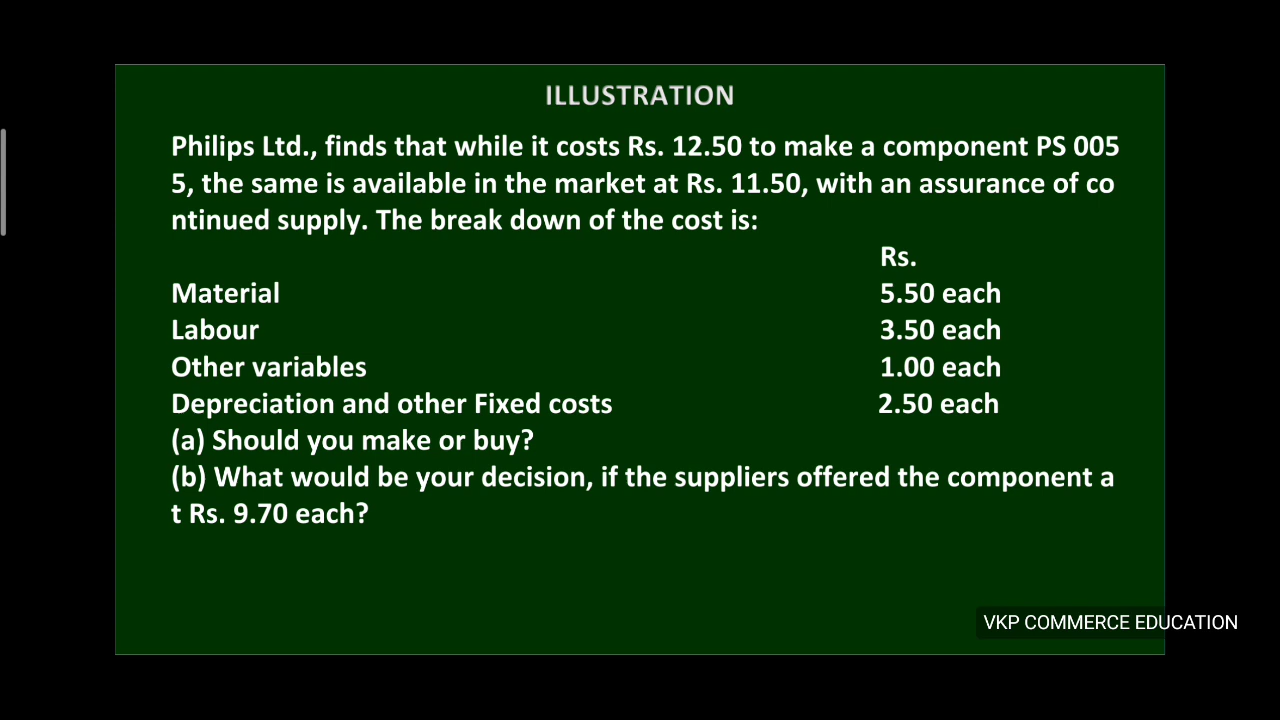 ILLUSTRATION
Philips Ltd., finds that while it costs Rs. 12.50 to make a component PS 005
5, the same is available in the market at Rs. 11.50, with an assurance of co
ntinued supply. The break down of the cost is:
Rs.
Material 5.50 each
Labour 3.50 each
Other variables 1.00 each
Depreciation and other Fixed costs 2.50 each
(a) Should you make or buy?
(b) What would be your decision, if the suppliers offered the component a
t Rs. 9.70 each?
VKP COMMERCE EDUCATION